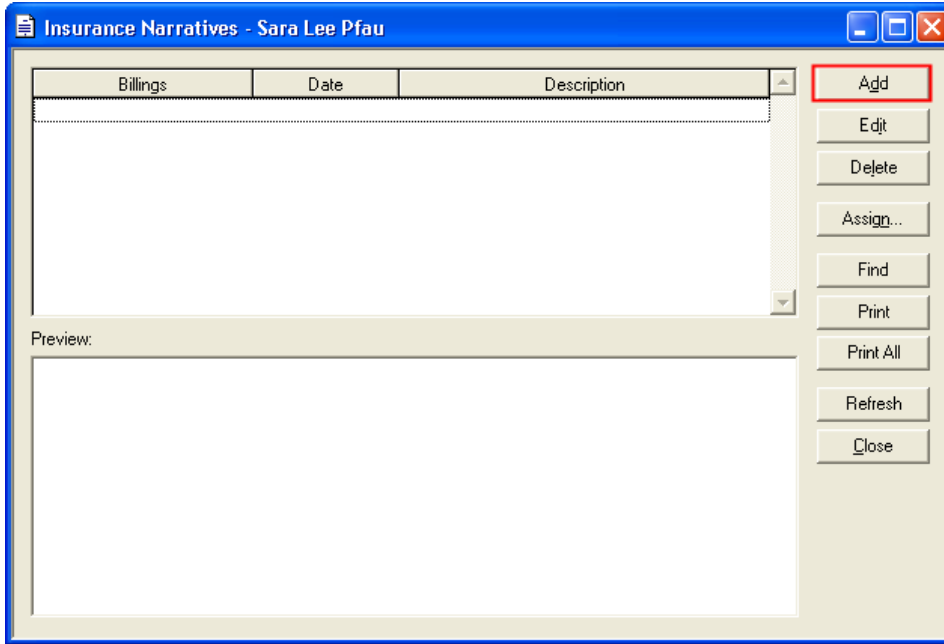 Insurance Narratives - Sara Lee Pfau
Billings Date Description
Add
Edit
Delete
Assign...
Find
Print
Print All
Refresh
Close
Preview: